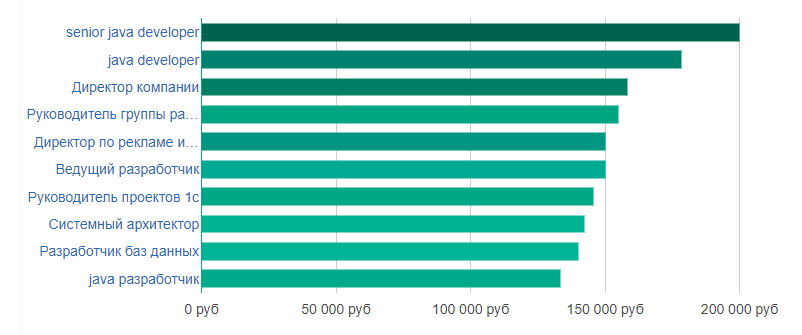 senior java developer
java developer
Директор компании
Руководитель группы ра...
Директор по рекламе и...
Ведущий разработчик
Руководитель проектов 1с
Системный архитектор
Разработчик баз данных
java разработчик
0 руб 50 000 руб 100 000 руб 150 000 руб 200 000 руб